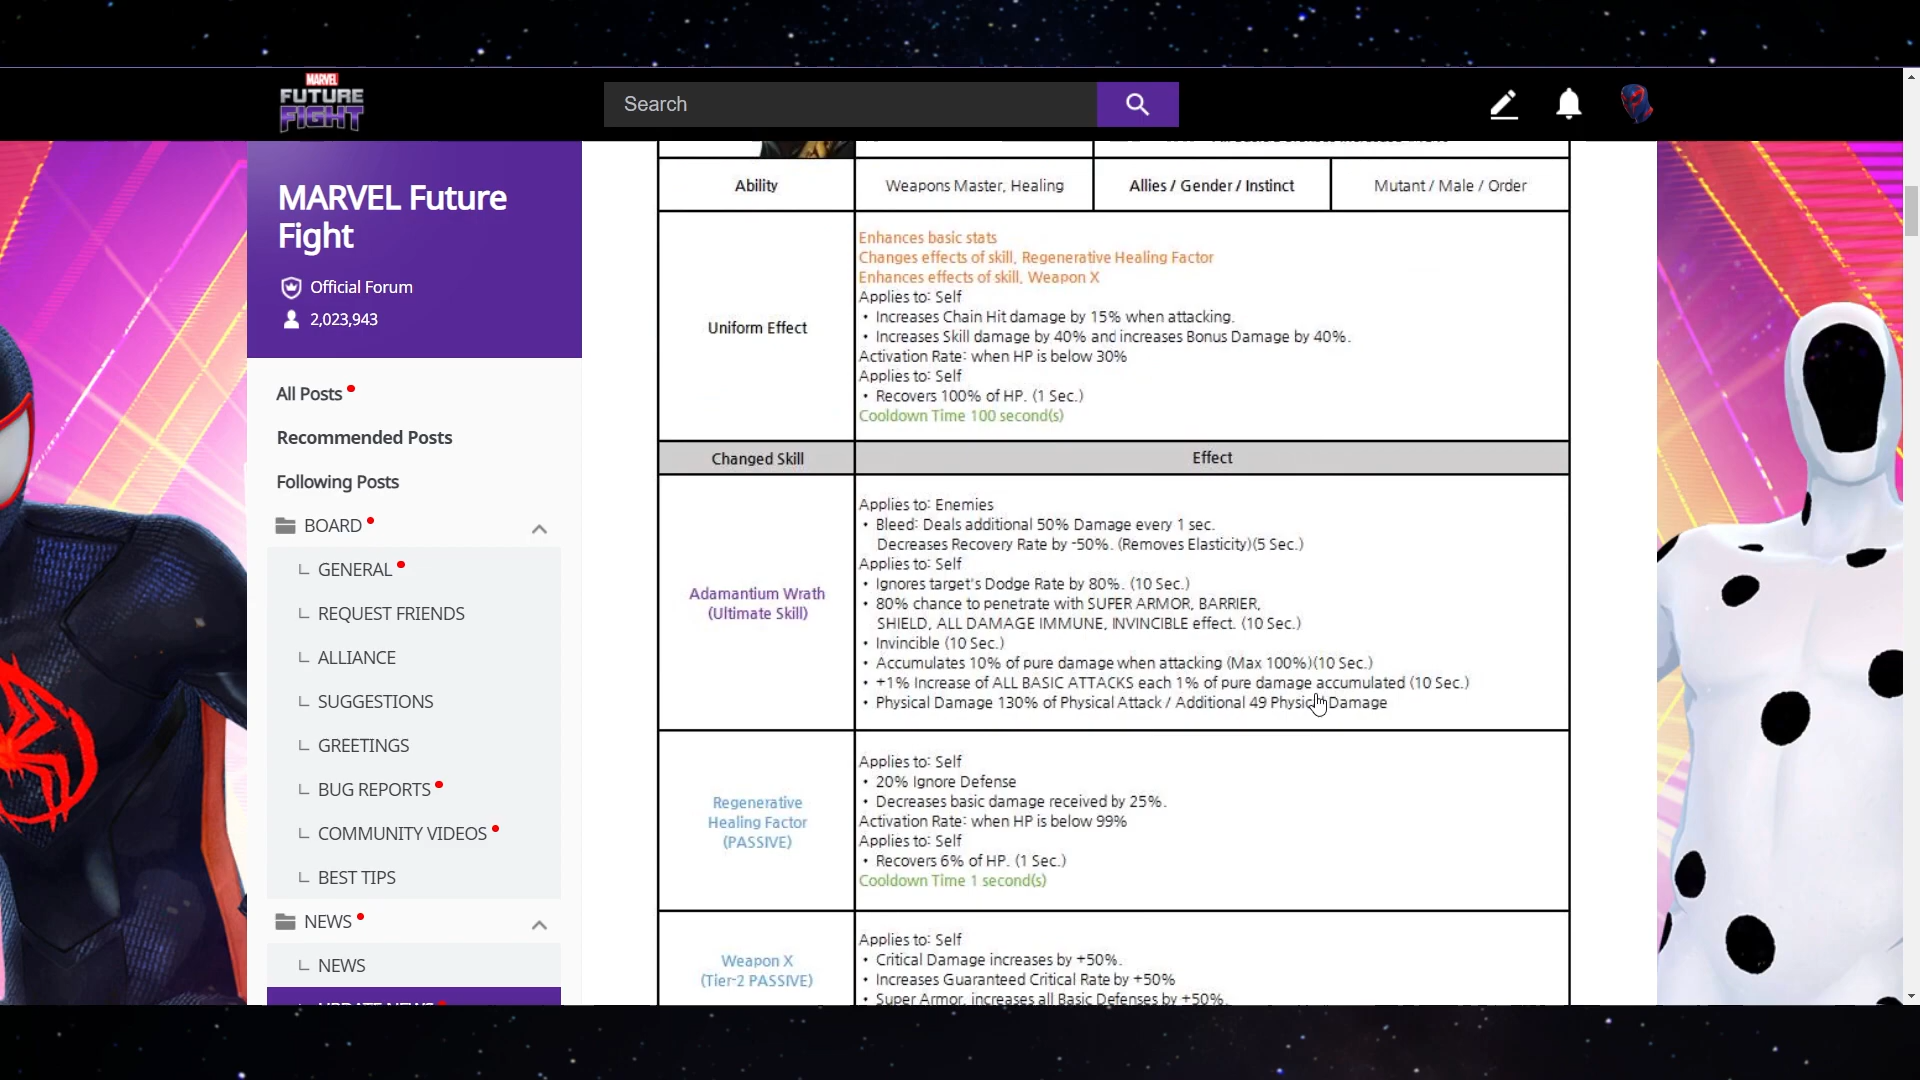 MARVEL
FUTURE
FIGHT
Search
MARVEL Future
Fight
Official Forum
2,023,943
All Posts
Recommended Posts
Following Posts
BOARD
GENERAL
REQUEST FRIENDS
ALLIANCE
SUGGESTIONS
GREETINGS
BUG REPORTS
COMMUNITY VIDEOS
BEST TIPS
NEWS
NEWS
UPDATE NEWS
Ability Weapons Master, Healing Allies / Gender / Instinct Mutant / Male / Order
Uniform Effect
Enhances basic stats
Changes effects of skill, Regenerative Healing Factor
Enhances effects of skill, Weapon X
Applies to: Self
• Increases Chain Hit damage by 15% when attacking.
• Increases Skill damage by 40% and increases Bonus Damage by 40%.
Activation Rate: when HP is below 30%
Applies to: Self
• Recovers 100% of HP. (1 Sec.)
Cooldown Time 100 second(s)
Changed Skill Effect
Adamantium Wrath
(Ultimate Skill)
Applies to: Enemies
• Bleed: Deals additional 50% Damage every 1 sec.
Decreases Recovery Rate by -50%. (Removes Elasticity)(5 Sec.)
Applies to: Self
• Ignores target's Dodge Rate by 80%. (10 Sec.)
• 80% chance to penetrate with SUPER ARMOR, BARRIER,
SHIELD, ALL DAMAGE IMMUNE, INVINCIBLE effect. (10 Sec.)
• Invincible (10 Sec.)
• Accumulates 10% of pure damage when attacking (Max 100%)(10 Sec.)
• +1% Increase of ALL BASIC ATTACKS each 1% of pure damage accumulated (10 Sec.)
• Physical Damage 130% of Physical Attack / Additional 49 Physical Damage
Regenerative
Healing Factor
(PASSIVE)
Applies to: Self
• 20% Ignore Defense
• Decreases basic damage received by 25%.
Activation Rate: when HP is below 99%
Applies to: Self
• Recovers 6% of HP. (1 Sec.)
Cooldown Time 1 second(s)
Weapon X
(Tier-2 PASSIVE)
Applies to: Self
• Critical Damage increases by +50%.
• Increases Guaranteed Critical Rate by +50%
• Super Armor, increases all Basic Defenses by +50%.